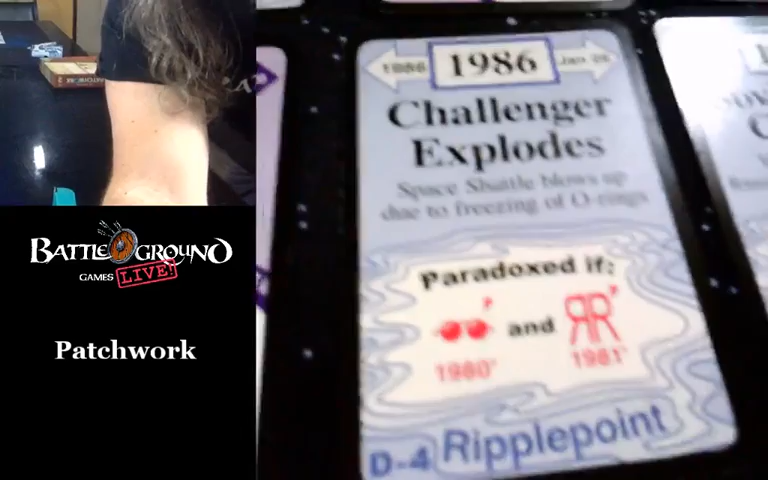 BATTLEGROUND
GAMES LIVE!
Patchwork
1986 1986 Jan 28
Challenger
Explodes
Space Shuttle blows up
due to freezing of O-rings
Paradoxed if:
and
1980'
1981'
D-4 Ripplepoint